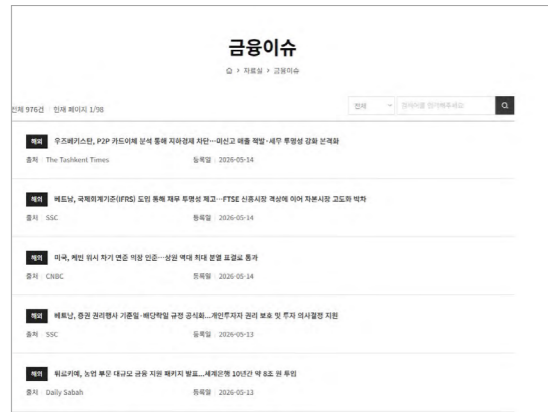 금융이슈
> 자료실 > 금융이슈
전체 976건 현재 페이지 1/98
전체
검색어를 입력해주세요
해외 우즈베키스탄, P2P 카드이체 분석 통해 지하경제 차단…미신고 매출 적발·세무 투명성 강화 본격화
출처 The Tashkent Times 등록일 2026-05-14
해외 베트남, 국제회계기준(IFRS) 도입 통해 재무 투명성 제고…FTSE 신흥시장 격상에 이어 자본시장 고도화 박차
출처 SSC 등록일 2026-05-14
해외 미국, 케빈 워시 차기 연준 의장 인준…상원 역대 최대 분열 표결로 통과
출처 CNBC 등록일 2026-05-14
해외 베트남, 증권 권리행사 기준일·배당락일 규정 공식화...개인투자자 권리 보호 및 투자 의사결정 지원
출처 SSC 등록일 2026-05-13
해외 튀르키예, 농업 부문 대규모 금융 지원 패키지 발표...세계은행 10년간 약 8조 원 투입
출처 Daily Sabah 등록일 2026-05-13